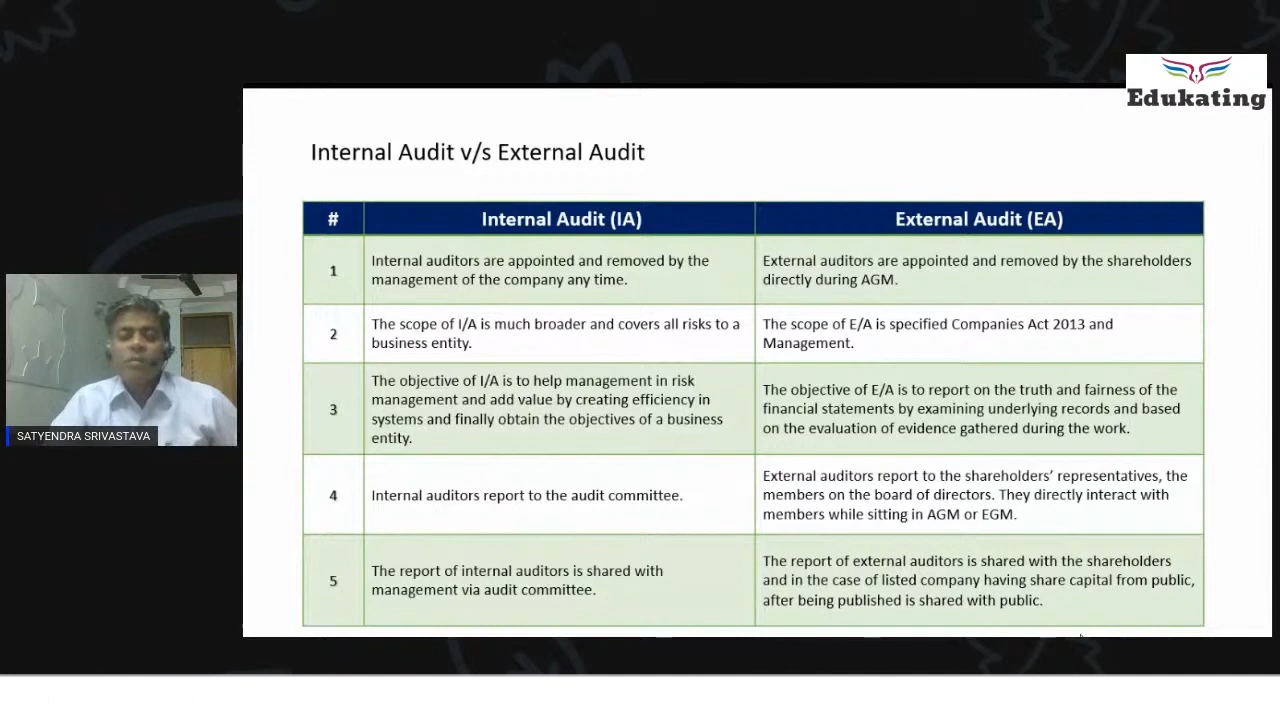 Edukating
Internal Audit v/s External Audit
#
Internal Audit (IA)
External Audit (EA)
1
Internal auditors are appointed and removed by the
management of the company any time.
External auditors are appointed and removed by the shareholders
directly during AGM.
2
The scope of I/A is much broader and covers all risks to a
business entity.
The scope of E/A is specified Companies Act 2013 and
Management.
3
The objective of I/A is to help management in risk
management and add value by creating efficiency in
systems and finally obtain the objectives of a business
entity.
The objective of E/A is to report on the truth and fairness of the
financial statements by examining underlying records and based
on the evaluation of evidence gathered during the work.
4
Internal auditors report to the audit committee.
External auditors report to the shareholders’ representatives, the
members on the board of directors. They directly interact with
members while sitting in AGM or EGM.
5
The report of internal auditors is shared with
management via audit committee.
The report of external auditors is shared with the shareholders
and in the case of listed company having share capital from public,
after being published is shared with public.
SATYENDRA SRIVASTAVA